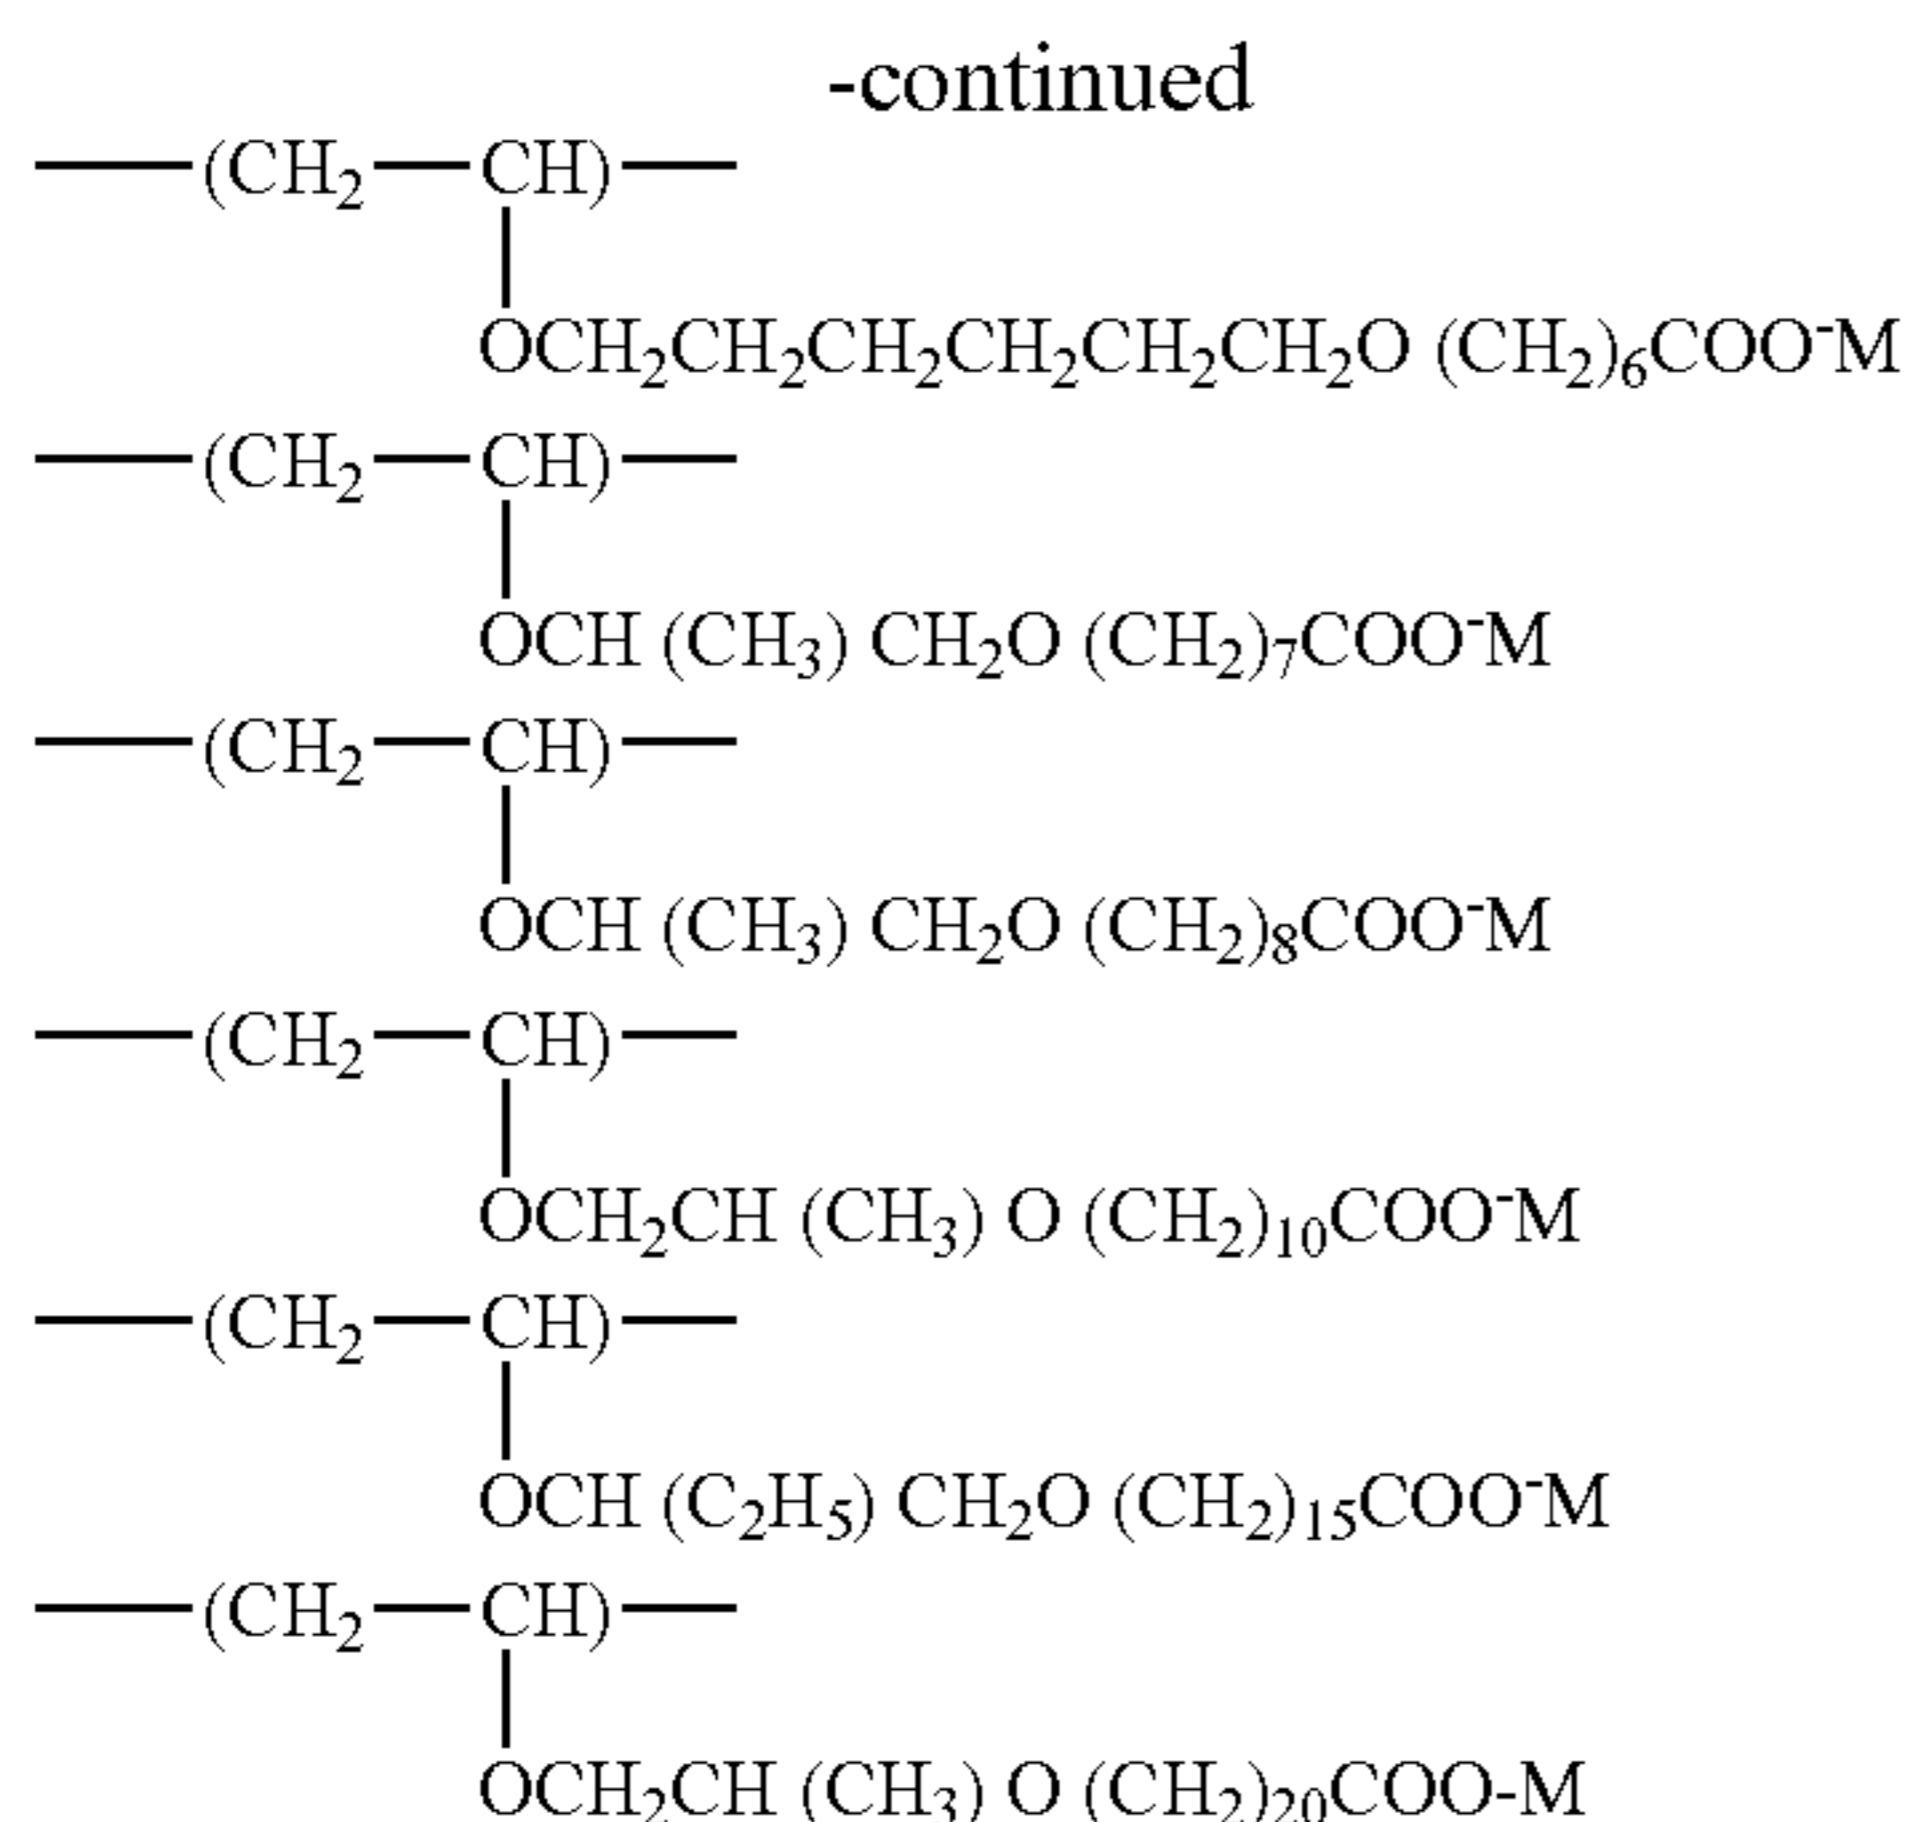 -continued
—(CH₂—CH)—
OCH₂CH₂CH₂CH₂CH₂CH₂O (CH₂)₆COO⁻M
—(CH₂—CH)—
OCH (CH₃) CH₂O (CH₂)₇COO⁻M
—(CH₂—CH)—
OCH (CH₃) CH₂O (CH₂)₈COO⁻M
—(CH₂—CH)—
OCH₂CH (CH₃) O (CH₂)₁₀COO⁻M
—(CH₂—CH)—
OCH (C₂H₅) CH₂O (CH₂)₁₅COO⁻M
—(CH₂—CH)—
OCH₂CH (CH₃) O (CH₂)₂₀COO-M